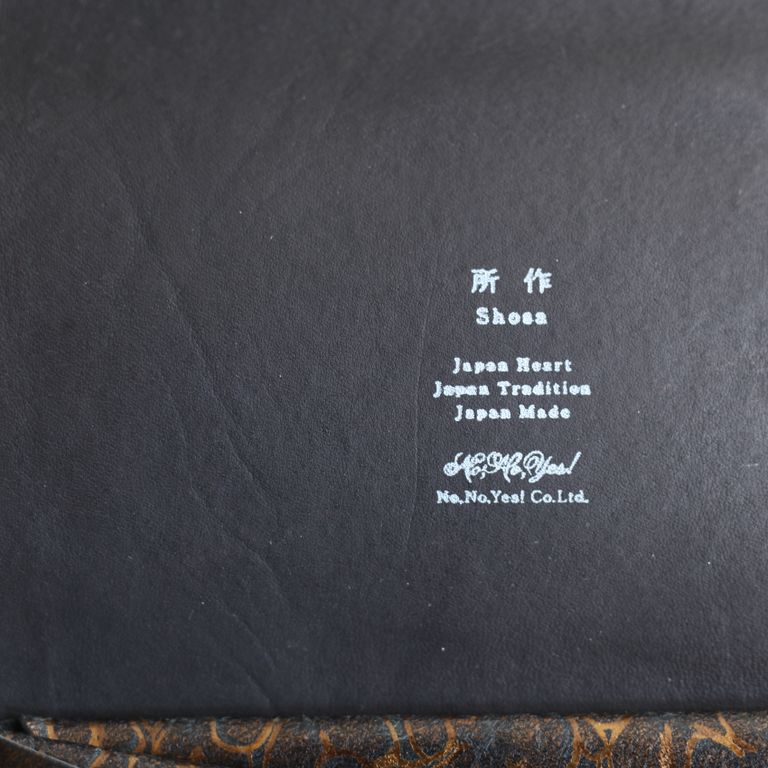 所作
Shosa
Japan Heart
Japan Tradition
Japan Made
No,No,Yes!
No,No,Yes! Co.Ltd.